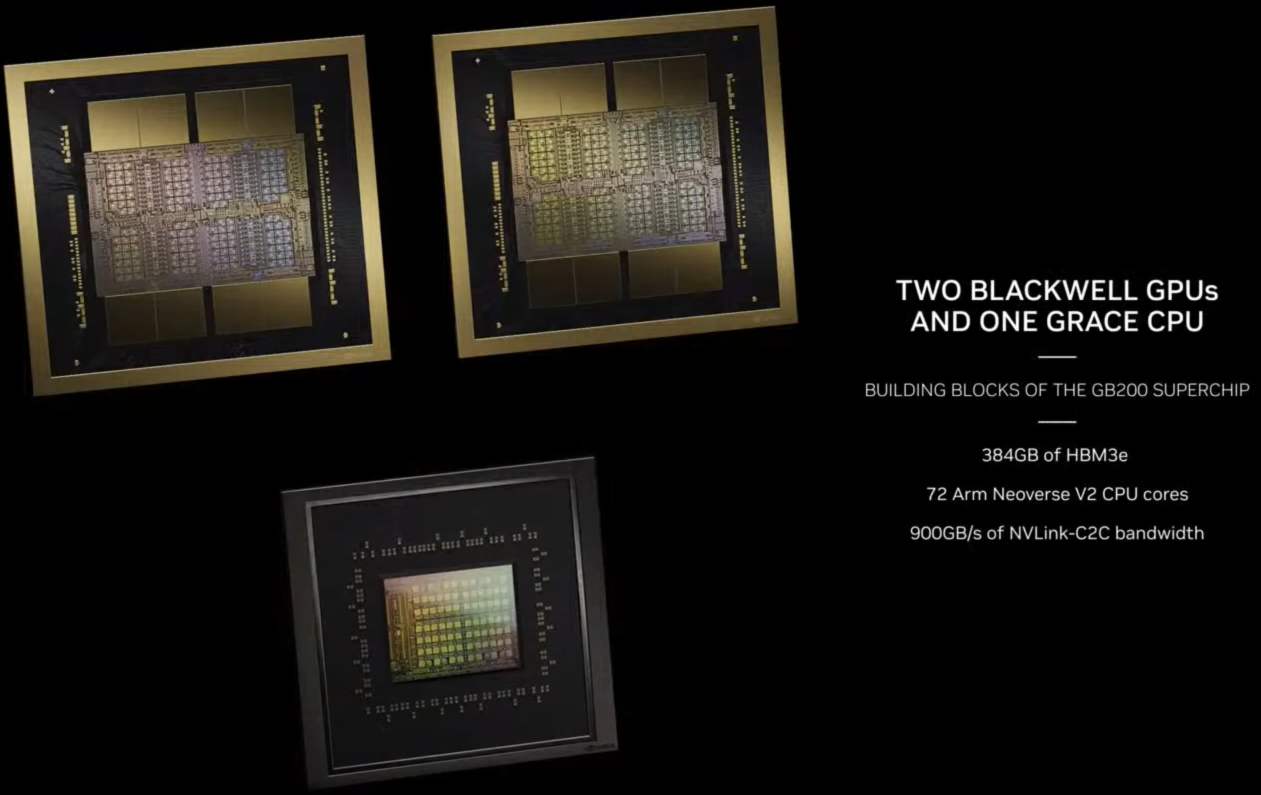 TWO BLACKWELL GPUs
AND ONE GRACE CPU
BUILDING BLOCKS OF THE GB200 SUPERCHIP
384GB of HBM3e
72 Arm Neoverse V2 CPU cores
900GB/s of NVLink-C2C bandwidth